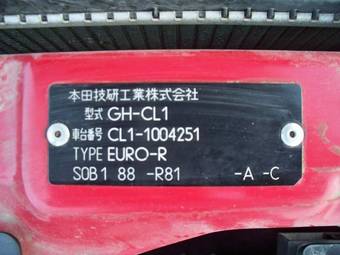 本田技研工業株式会社
型式 GH-CL1
車台番号 CL1-1004251
TYPE EURO-R
SOB1 88 -R81 -A -C